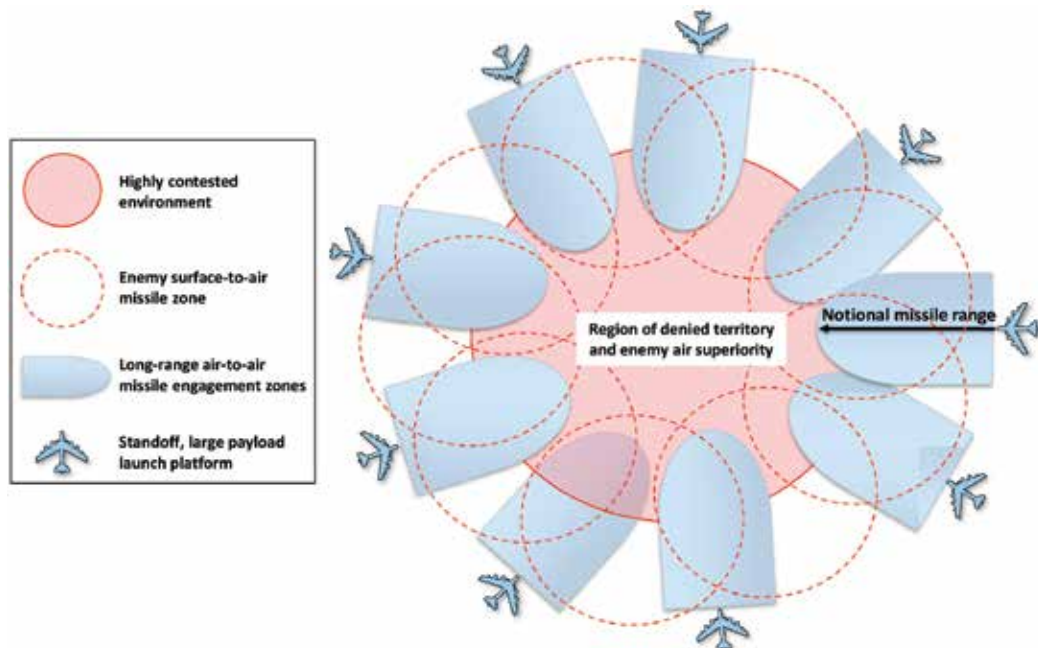 Highly contested
environment
Enemy surface-to-air
missile zone
Long-range air-to-air
missile engagement zones
Standoff, large payload
launch platform
Notional missile range
Region of denied territory
and enemy air superiority